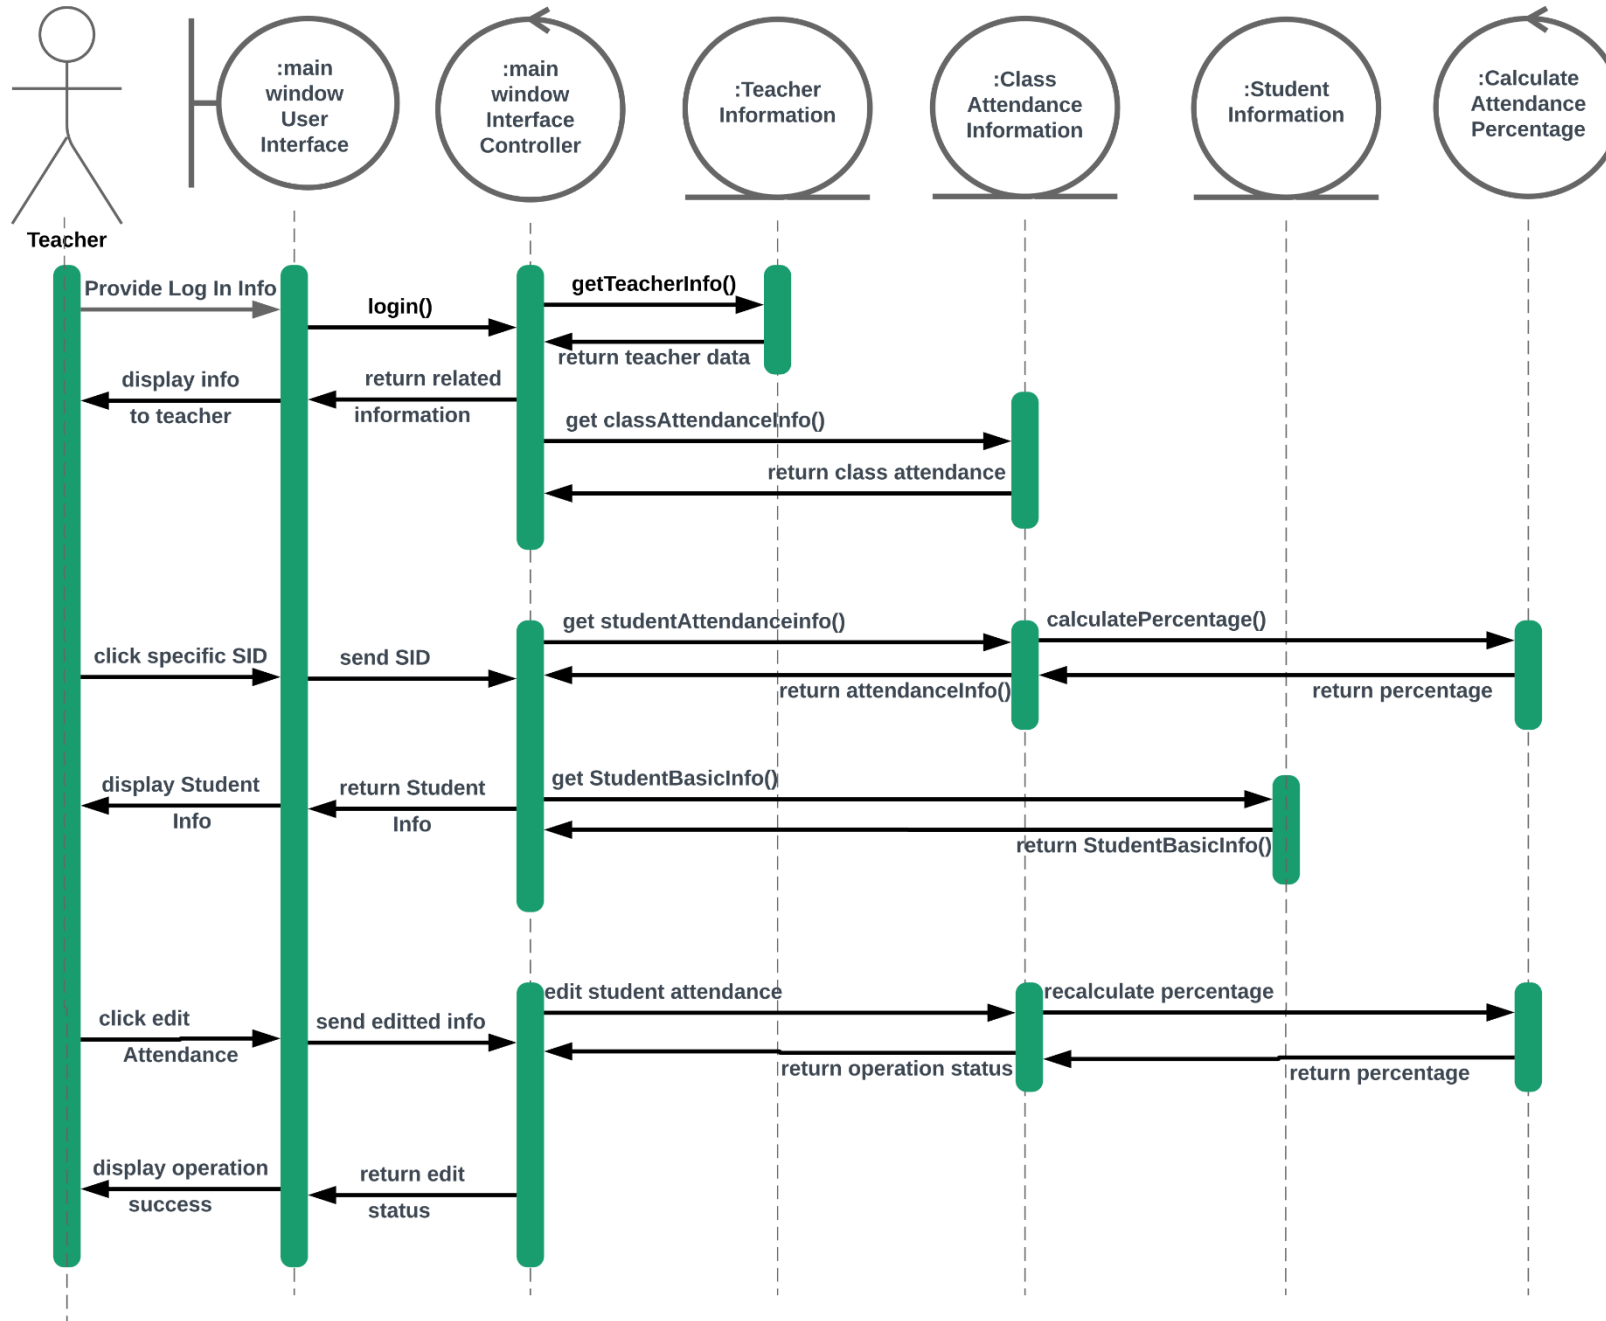 :main
window
User
Interface
:main
window
Interface
Controller
:Teacher
Information
:Class
Attendance
Information
:Student
Information
:Calculate
Attendance
Percentage
Teacher
Provide Log In Info
login()
getTeacherInfo()
return teacher data
display info
to teacher
return related
information
get classAttendanceInfo()
return class attendance
get studentAttendanceinfo()
calculatePercentage()
click specific SID
send SID
return attendanceInfo()
return percentage
display Student
Info
return Student
Info
get StudentBasicInfo()
return StudentBasicInfo()
edit student attendance
recalculate percentage
click edit
Attendance
send editted info
return operation status
return percentage
display operation
success
return edit
status